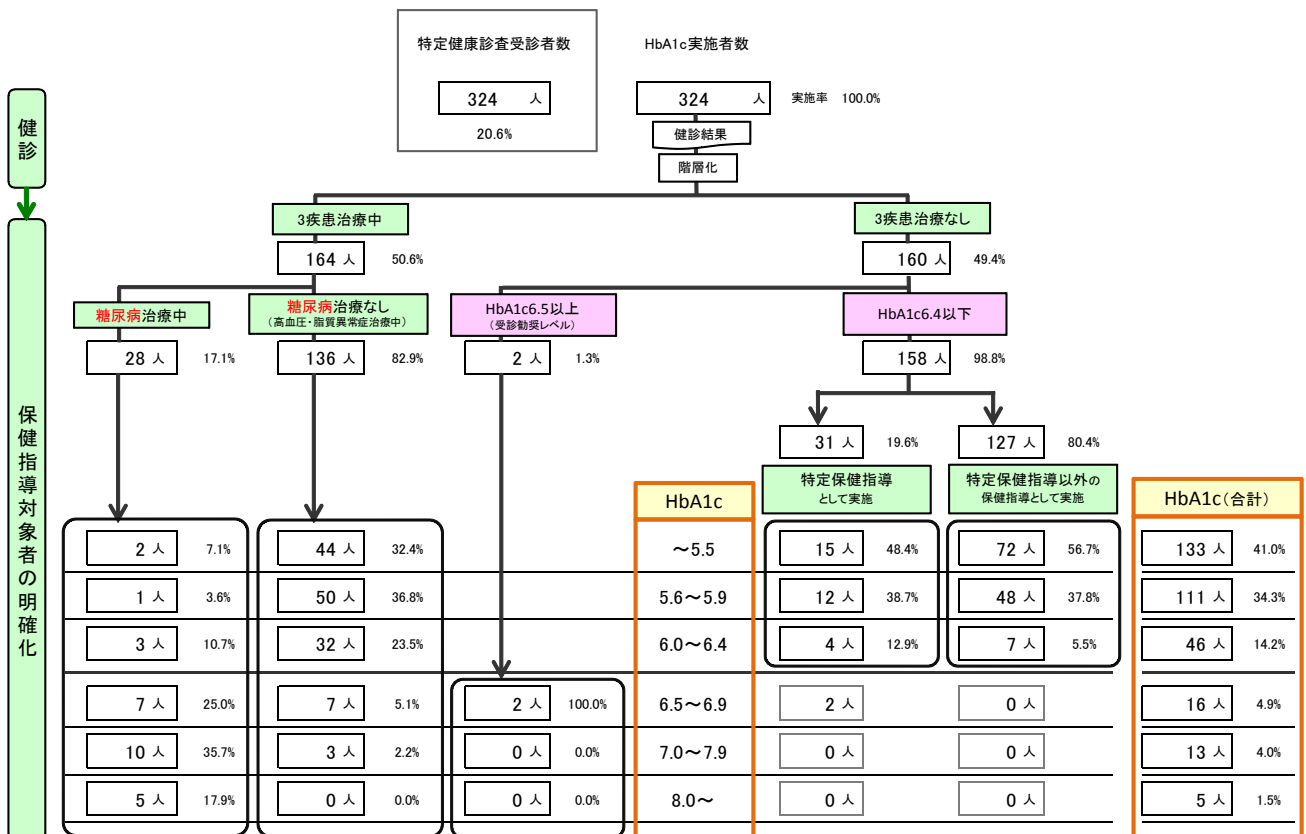 特定健康診査受診者数 HbA1c実施者数
324 人 324 人 実施率 100.0%
20.6%
健診結果
階層化
健診
3疾患治療中 3疾患治療なし
164 人 50.6% 160 人 49.4%
糖尿病治療中 糖尿病治療なし HbA1c6.5以上 HbA1c6.4以下
(高血圧・脂質異常症治療中) (受診勧奨レベル)
28 人 17.1% 136 人 82.9% 2 人 1.3% 158 人 98.8%
保健指導対象者の明確化
31 人 19.6% 127 人 80.4%
特定保健指導 特定保健指導以外の
として実施 保健指導として実施
HbA1c HbA1c(合計)
2 人 7.1% 44 人 32.4% ～5.5 15 人 48.4% 72 人 56.7% 133 人 41.0%
1 人 3.6% 50 人 36.8% 5.6～5.9 12 人 38.7% 48 人 37.8% 111 人 34.3%
3 人 10.7% 32 人 23.5% 6.0～6.4 4 人 12.9% 7 人 5.5% 46 人 14.2%
7 人 25.0% 7 人 5.1% 2 人 100.0% 6.5～6.9 2 人 0 人 16 人 4.9%
10 人 35.7% 3 人 2.2% 0 人 0.0% 7.0～7.9 0 人 0 人 13 人 4.0%
5 人 17.9% 0 人 0.0% 0 人 0.0% 8.0～ 0 人 0 人 5 人 1.5%